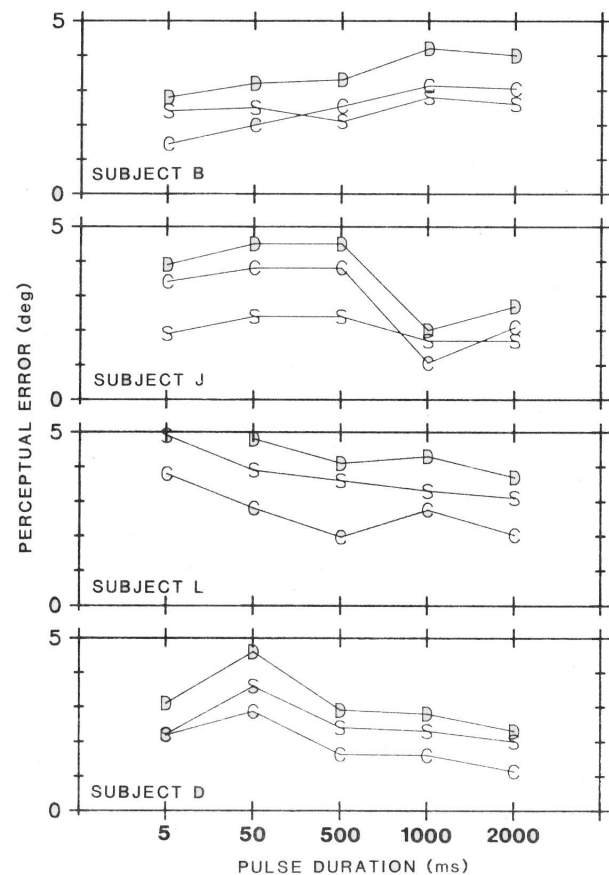 5
D D D D D
S S S S S
C C C C C
SUBJECT B
0
5
D D D D D
C C C C C
S S S S S
SUBJECT J
0
PERCEPTUAL ERROR (deg)
5
D D D D
S S S S S
C C C C C
SUBJECT L
0
5
D D D D D
S S S S S
C C C C C
SUBJECT D
0
5 50 500 1000 2000
PULSE DURATION (ms)